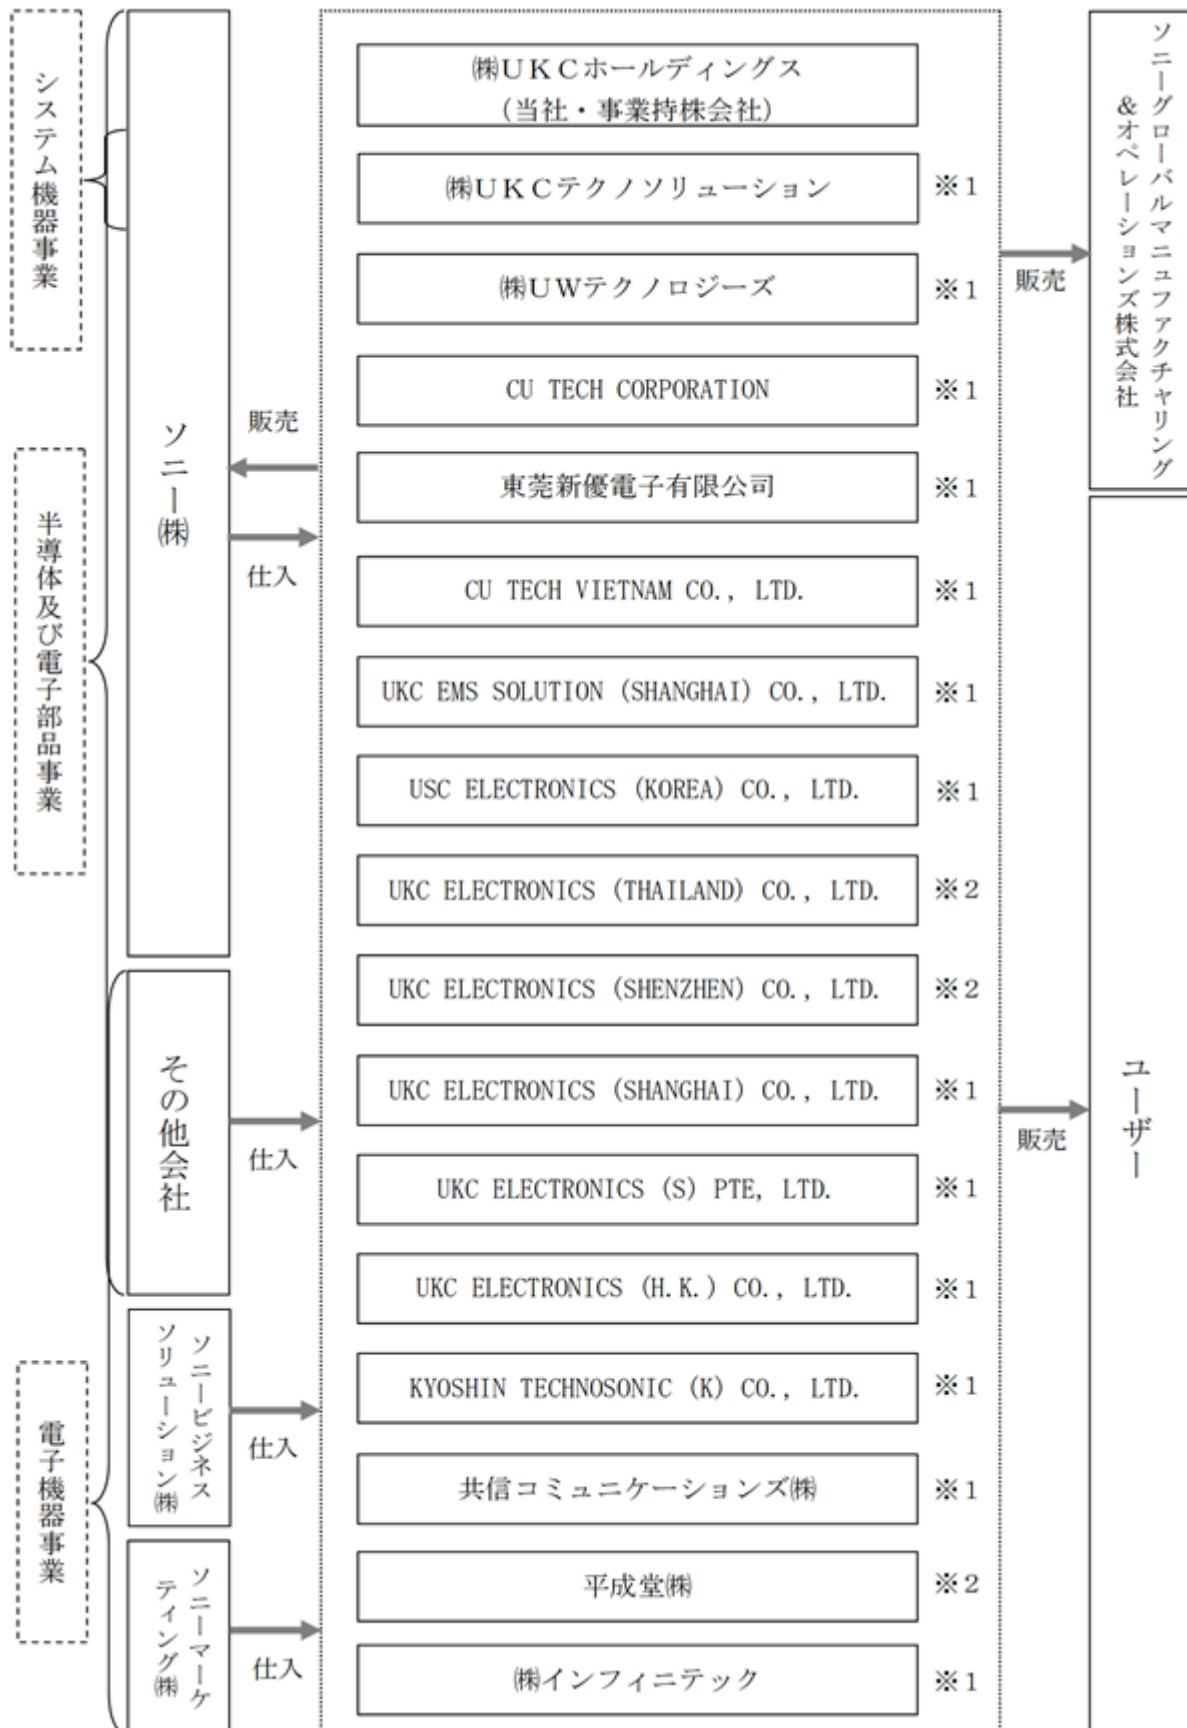 システム機器事業
半導体及び電子部品事業
電子機器事業
ソニー㈱
その他会社
ソニービジネス
ソリューション㈱
ソニーマーケ
ティング㈱
販売
仕入
仕入
仕入
仕入
㈱UKCホールディングス
(当社・事業持株会社)
㈱UKCテクノソリューション ※1
㈱UWテクノロジーズ ※1
CU TECH CORPORATION ※1
東莞新優電子有限公司 ※1
CU TECH VIETNAM CO., LTD. ※1
UKC EMS SOLUTION (SHANGHAI) CO., LTD. ※1
USC ELECTRONICS (KOREA) CO., LTD. ※1
UKC ELECTRONICS (THAILAND) CO., LTD. ※2
UKC ELECTRONICS (SHENZHEN) CO., LTD. ※2
UKC ELECTRONICS (SHANGHAI) CO., LTD. ※1
UKC ELECTRONICS (S) PTE, LTD. ※1
UKC ELECTRONICS (H.K.) CO., LTD. ※1
KYOSHIN TECHNOSONIC (K) CO., LTD. ※1
共信コミュニケーションズ㈱ ※1
平成堂㈱ ※2
㈱インフィニテック ※1
販売
販売
ソニーグローバルマニュファクチャリング
&オペレーションズ株式会社
ユーザー